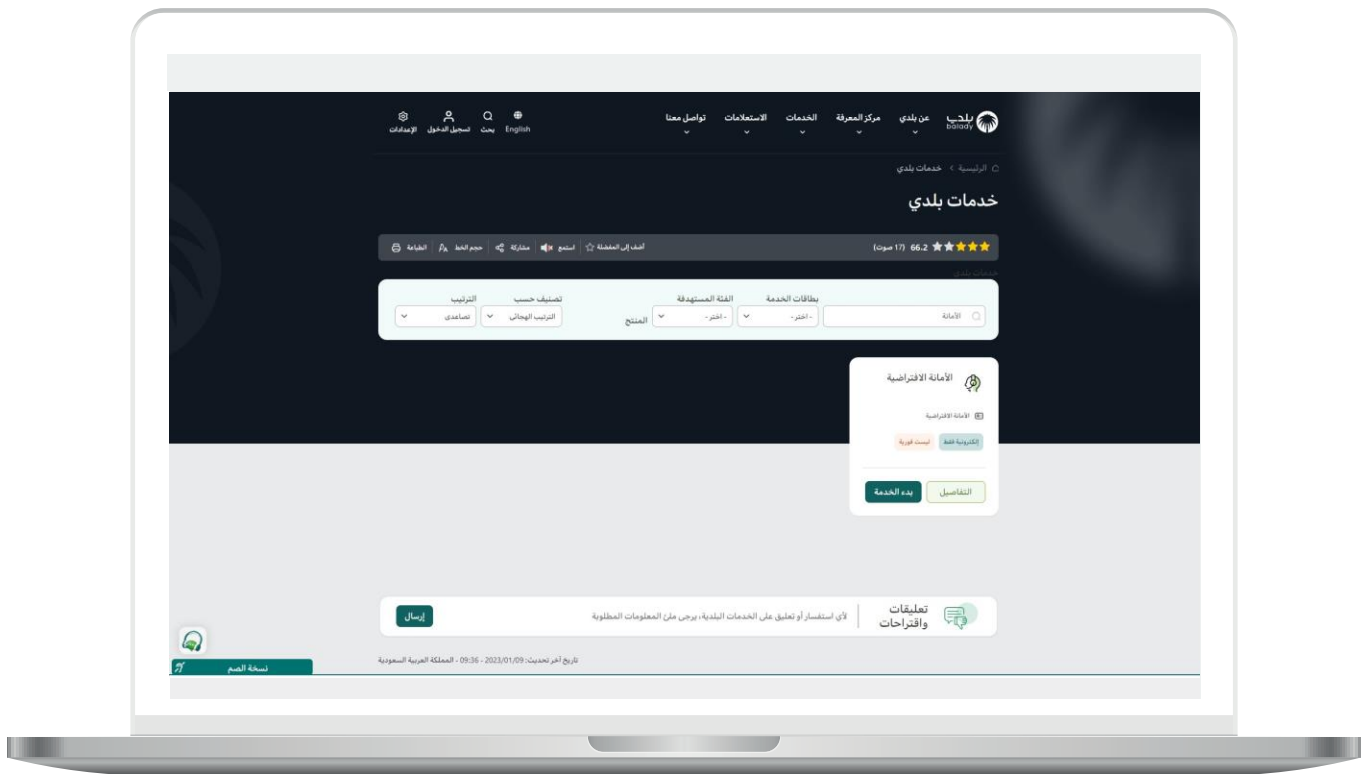 بلدي balady
عن بلدي
مركز المعرفة
الخدمات
الاستعلامات
تواصل معنا
English
بحث
تسجيل الدخول
الإعدادات
الرئيسية > خدمات بلدي
خدمات بلدي
66.2 (17 صوت)
أضف إلى المفضلة
استمع
مشاركة
حجم الخط
الطباعة
خدمات بلدي
بطاقات الخدمة
الفئة المستهدفة
تصنيف حسب
الترتيب
الأمانة
- اختر -
- اختر -
المنتج
الترتيب الهجائي
تصاعدي
الأمانة الافتراضية
الأمانة الافتراضية
إلكترونية فقط
ليست فورية
التفاصيل
بدء الخدمة
تعليقات
واقتراحات
لأي استفسار أو تعليق على الخدمات البلدية، يرجى ملئ المعلومات المطلوبة
إرسال
تاريخ آخر تحديث: 2023/01/09 - 09:36 - المملكة العربية السعودية
نسخة الصم